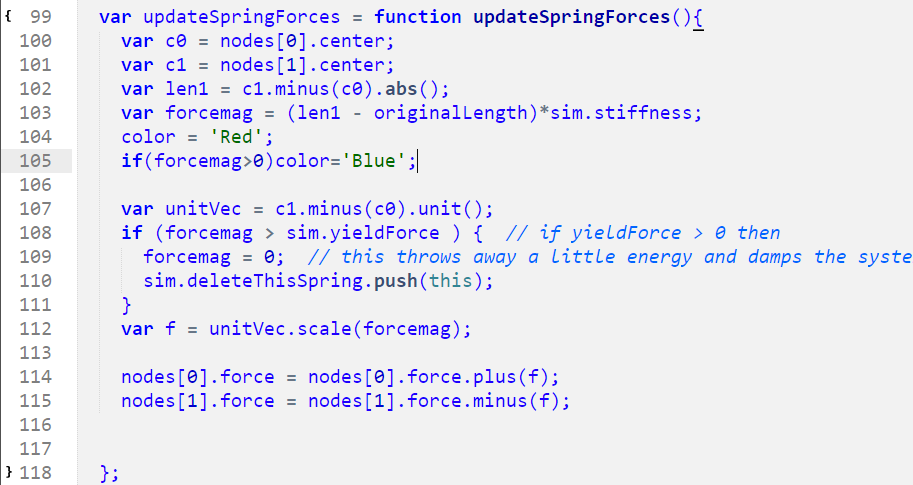 { 99 var updateSpringForces = function updateSpringForces(){
100 var c0 = nodes[0].center;
101 var c1 = nodes[1].center;
102 var len1 = c1.minus(c0).abs();
103 var forcemag = (len1 - originalLength)*sim.stiffness;
104 color = 'Red';
105 if(forcemag>0)color='Blue';
106
107 var unitVec = c1.minus(c0).unit();
108 if (forcemag > sim.yieldForce ) { // if yieldForce > 0 then
109 forcemag = 0; // this throws away a little energy and damps the syste
110 sim.deleteThisSpring.push(this);
111 }
112 var f = unitVec.scale(forcemag);
113
114 nodes[0].force = nodes[0].force.plus(f);
115 nodes[1].force = nodes[1].force.minus(f);
116
117
} 118 };